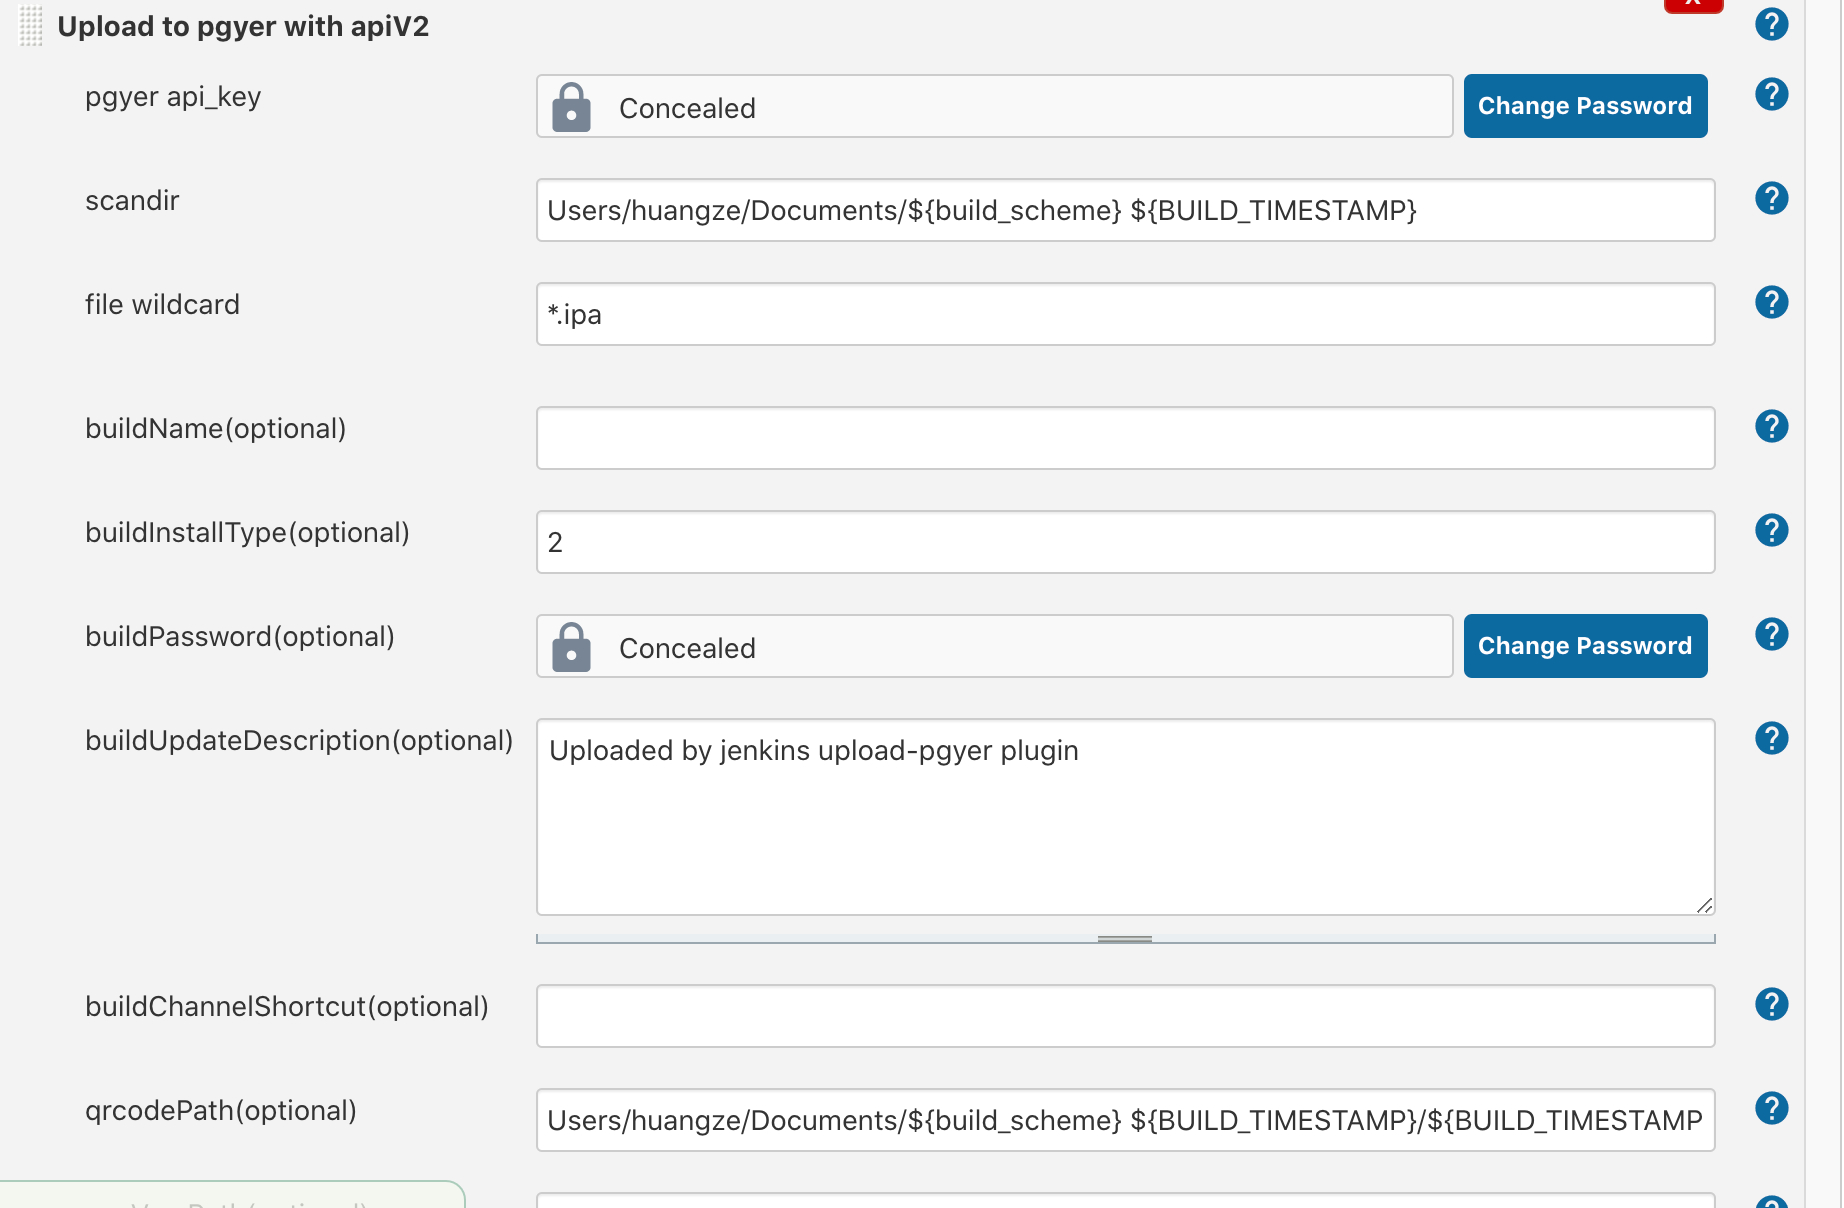 Upload to pgyer with apiV2
pgyer api_key
Concealed
Change Password
scandir
Users/huangze/Documents/${build_scheme} ${BUILD_TIMESTAMP}
file wildcard
*.ipa
buildName(optional)
buildInstallType(optional)
2
buildPassword(optional)
Concealed
Change Password
buildUpdateDescription(optional)
Uploaded by jenkins upload-pgyer plugin
buildChannelShortcut(optional)
qrcodePath(optional)
Users/huangze/Documents/${build_scheme} ${BUILD_TIMESTAMP}/${BUILD_TIMESTAMP